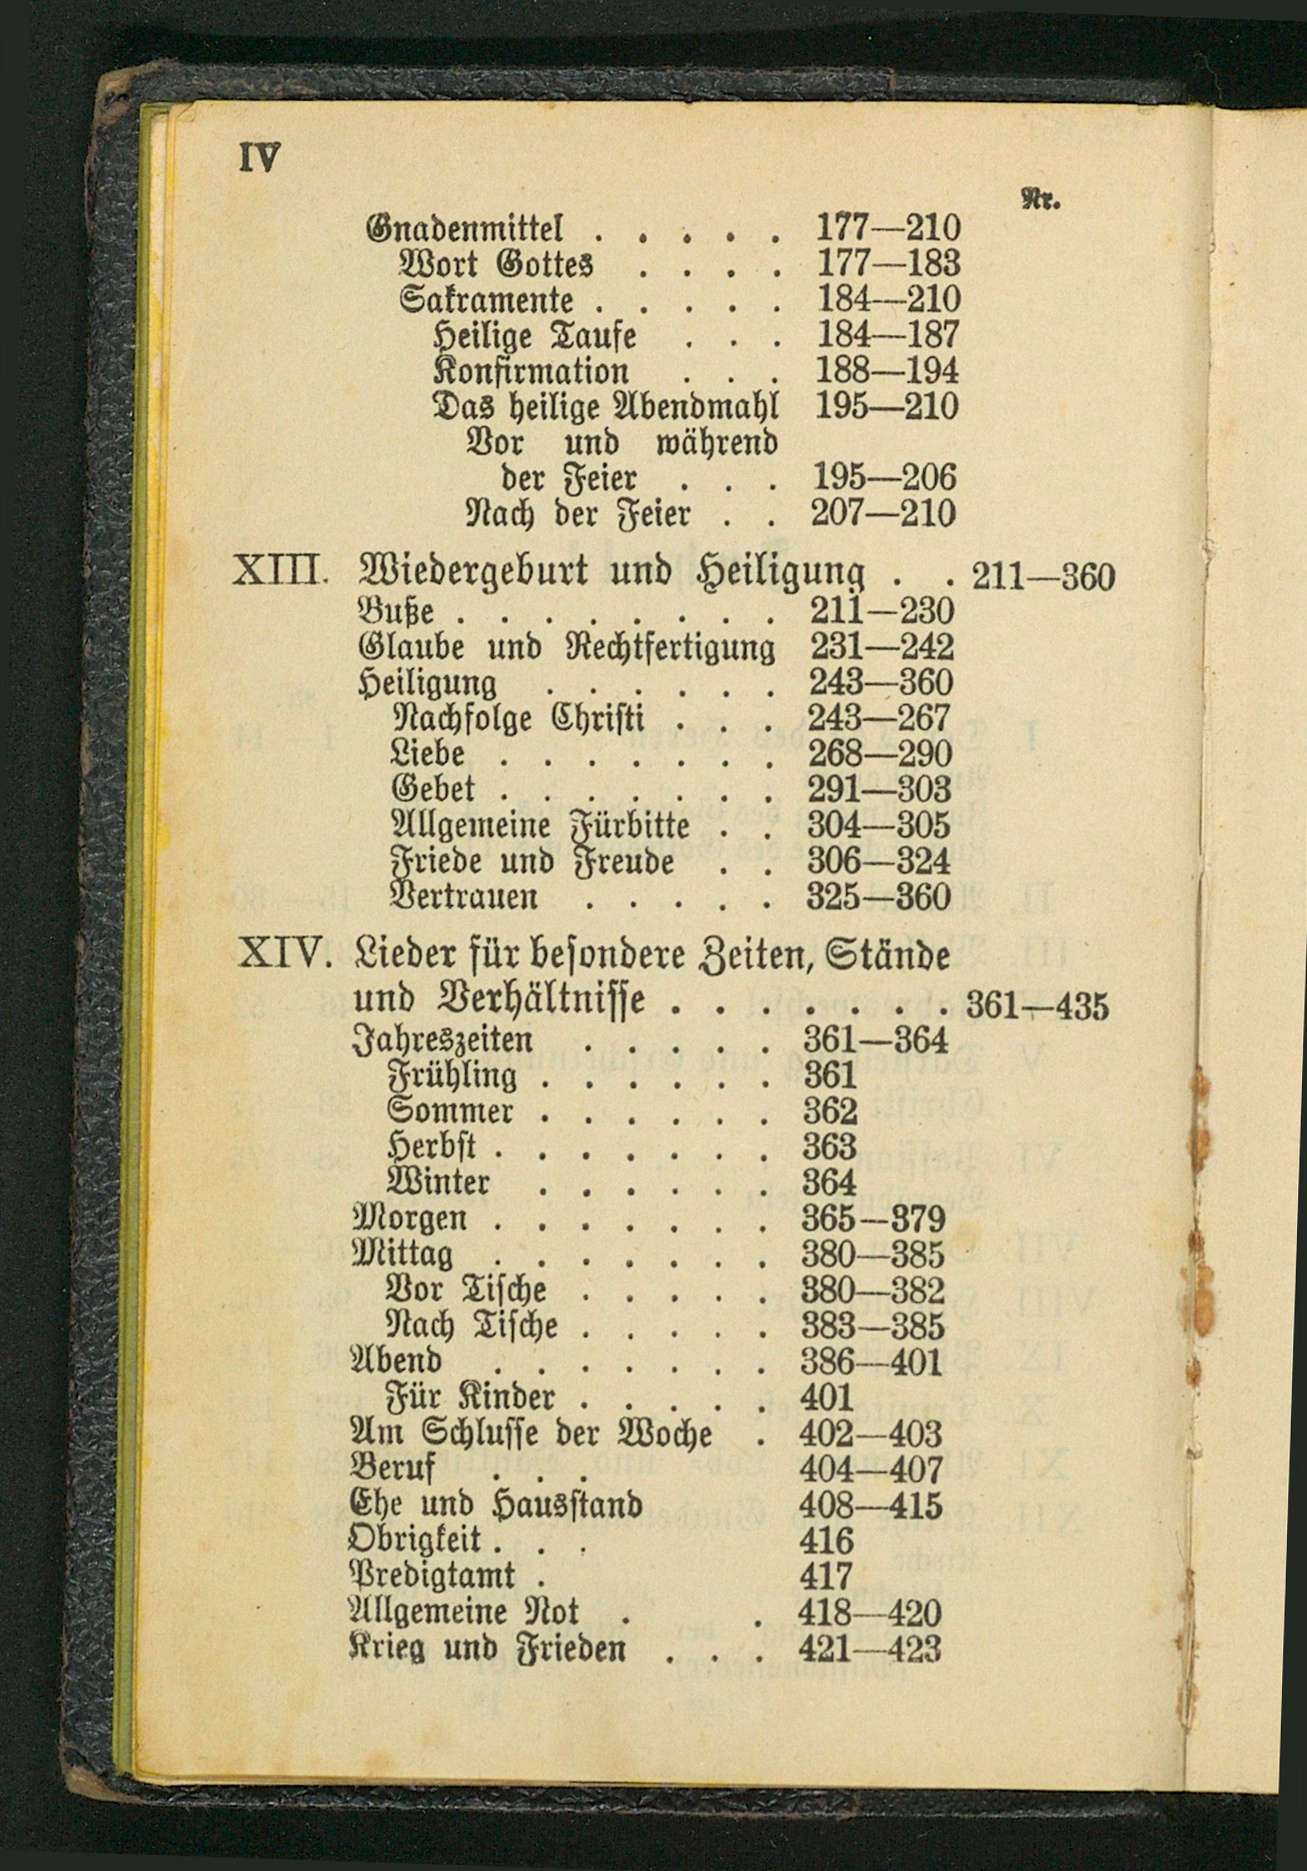 IV
Nr.
Gnadenmittel . . . . . 177—210
Wort Gottes . . . . 177—183
Sakramente . . . . . 184—210
Heilige Taufe . . . 184—187
Konfirmation . . . 188—194
Das heilige Abendmahl 195—210
Vor und während
der Feier . . . 195—206
Nach der Feier . . 207—210
XIII. Wiedergeburt und Heiligung . . 211—360
Buße . . . . . . . . 211—230
Glaube und Rechtfertigung 231—242
Heiligung . . . . . . 243—360
Nachfolge Chriſti . . . 243—267
Liebe . . . . . . . 268—290
Gebet . . . . . . . 291—303
Allgemeine Fürbitte . . 304—305
Friede und Freude . . 306—324
Vertrauen . . . . . 325—360
XIV. Lieder für beſondere Zeiten, Stände
und Verhältniſſe . . . . . . . 361—435
Jahreszeiten . . . . . 361—364
Frühling . . . . . . 361
Sommer . . . . . . 362
Herbſt . . . . . . . 363
Winter . . . . . . 364
Morgen . . . . . . . 365—379
Mittag . . . . . . . 380—385
Vor Tiſche . . . . . 380—382
Nach Tiſche . . . . . 383—385
Abend . . . . . . . 386—401
Für Kinder . . . . . 401
Am Schluſſe der Woche . 402—403
Beruf . . . 404—407
Ehe und Hausſtand 408—415
Obrigkeit . . . 416
Predigtamt . 417
Allgemeine Not . . 418—420
Krieg und Frieden . . . 421—423